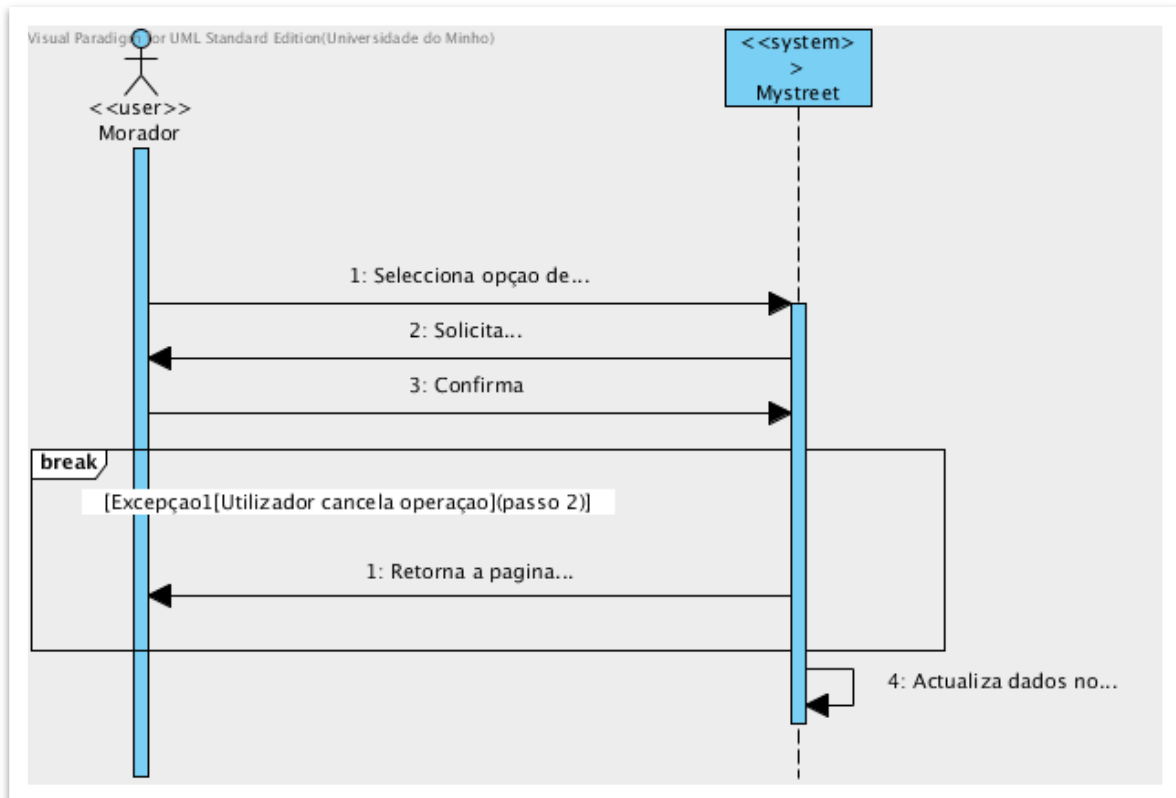 Visual Paradigm for UML Standard Edition(Universidade do Minho)
<<system>
>
Mystreet
<<user>>
Morador
1: Selecciona opçao de...
2: Solicita...
3: Confirma
break
[Excepçao1[Utilizador cancela operaçao](passo 2)]
1: Retorna a pagina...
4: Actualiza dados no...